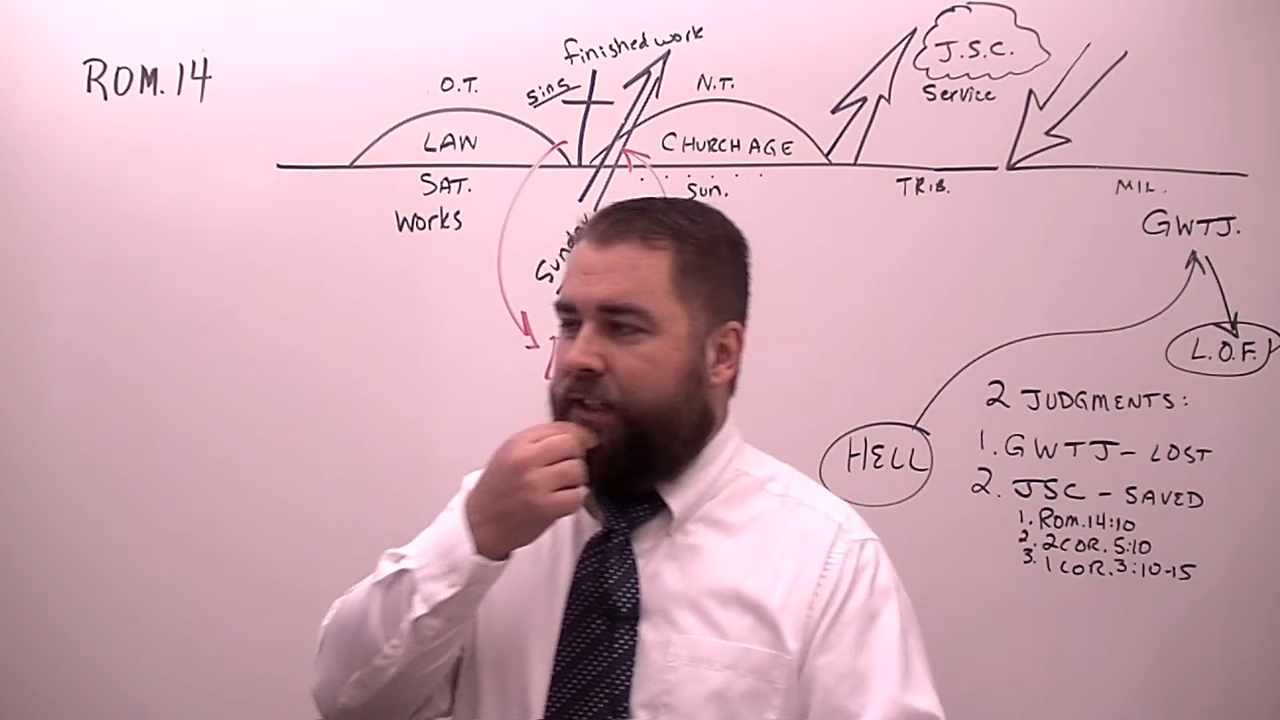 ROM. 14
O.T.
LAW
SAT.
works
sins
finished work
Sunday
N.T.
CHURCH AGE
Sun.
J.S.C.
Service
TRIB.
MIL.
GWTJ.
L.O.F.
HELL
2 JUDGMENTS:
1. GWTJ - LOST
2. JSC - SAVED
1. ROM. 14:10
2. 2 COR. 5:10
3. 1 COR. 3:10-15